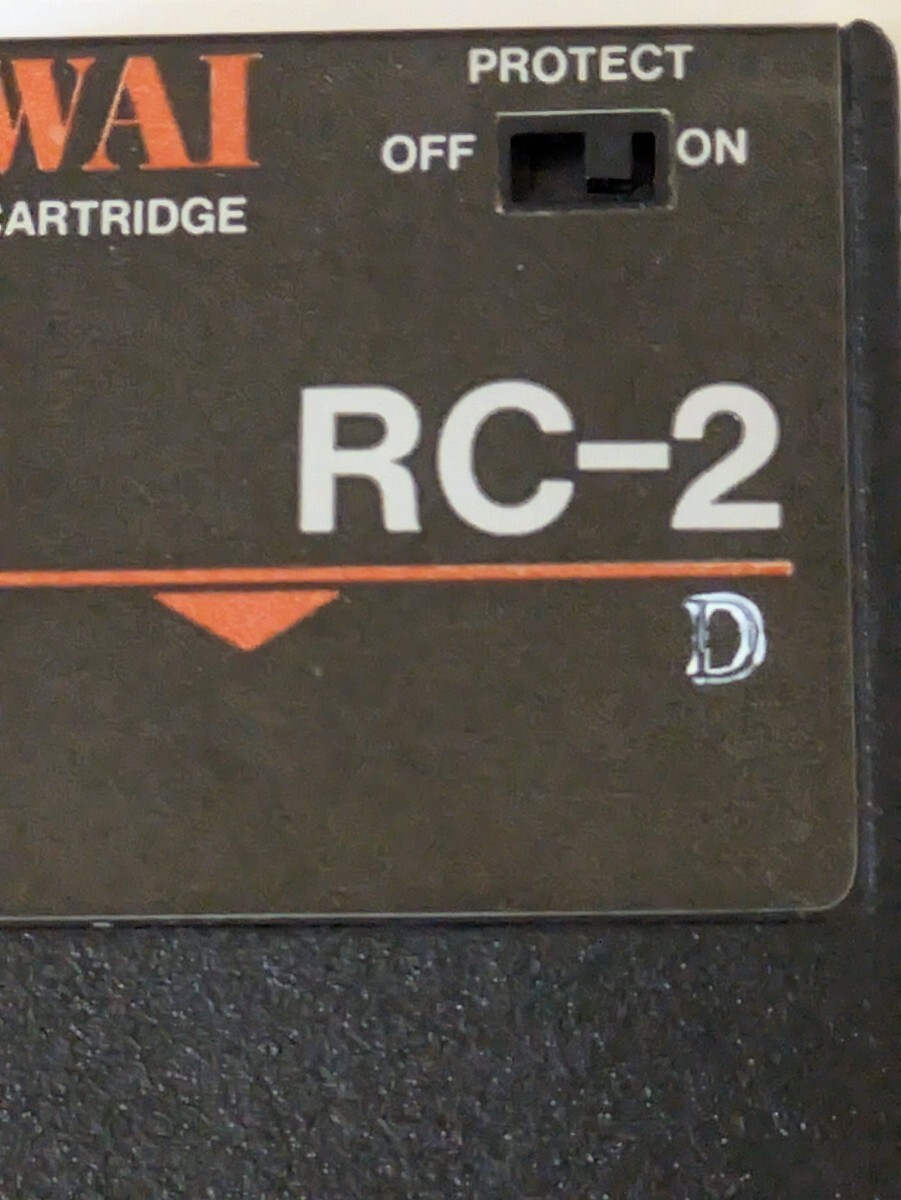 WAI
PROTECT
OFF ON
CARTRIDGE
RC-2
D